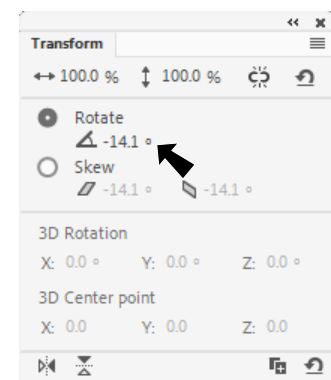 Transform
100.0 % 100.0 %
Rotate
-14.1 °
Skew
-14.1 ° -14.1 °
3D Rotation
X: 0.0 ° Y: 0.0 ° Z: 0.0 °
3D Center point
X: 0.0 Y: 0.0 Z: 0.0